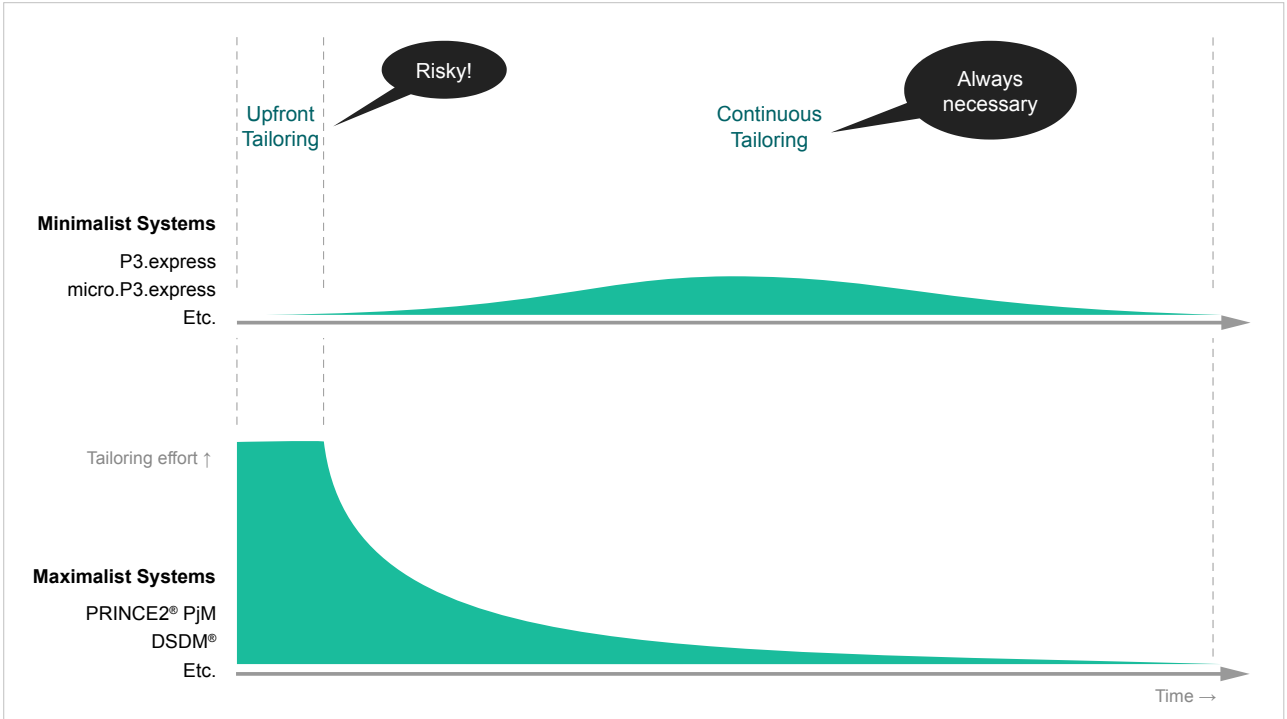 Risky!
Always
necessary
Upfront
Tailoring
Continuous
Tailoring
Minimalist Systems
P3.express
micro.P3.express
Etc.
Tailoring effort ↑
Maximalist Systems
PRINCE2® PjM
DSDM®
Etc.
Time →